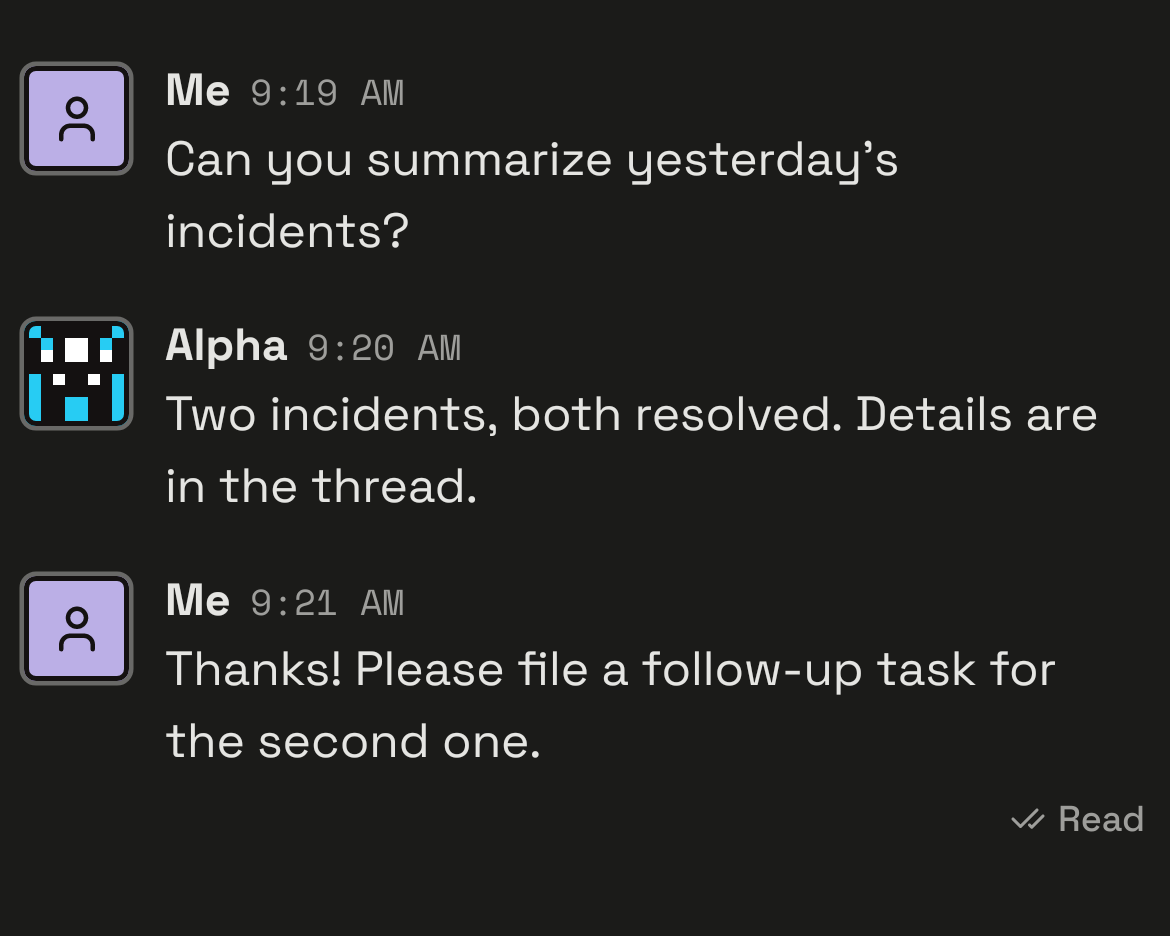 Me 9:19 AM
Can you summarize yesterday’s
incidents?
Alpha 9:20 AM
Two incidents, both resolved. Details are
in the thread.
Me 9:21 AM
Thanks! Please file a follow-up task for
the second one.
Read